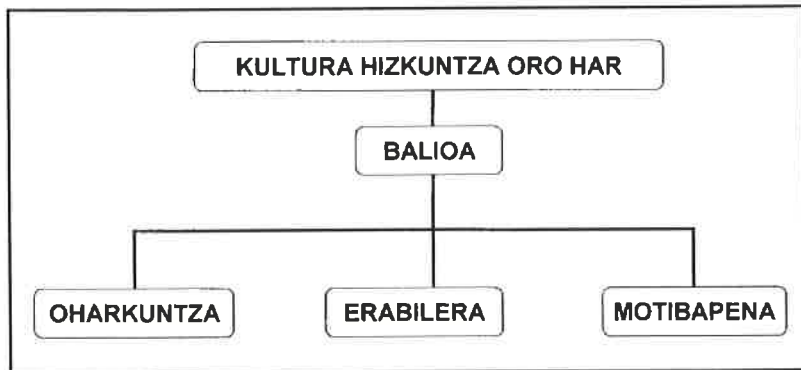 KULTURA HIZKUNTZA ORO HAR
BALIOA
OHARKUNTZA
ERABILERA
MOTIBAPENA